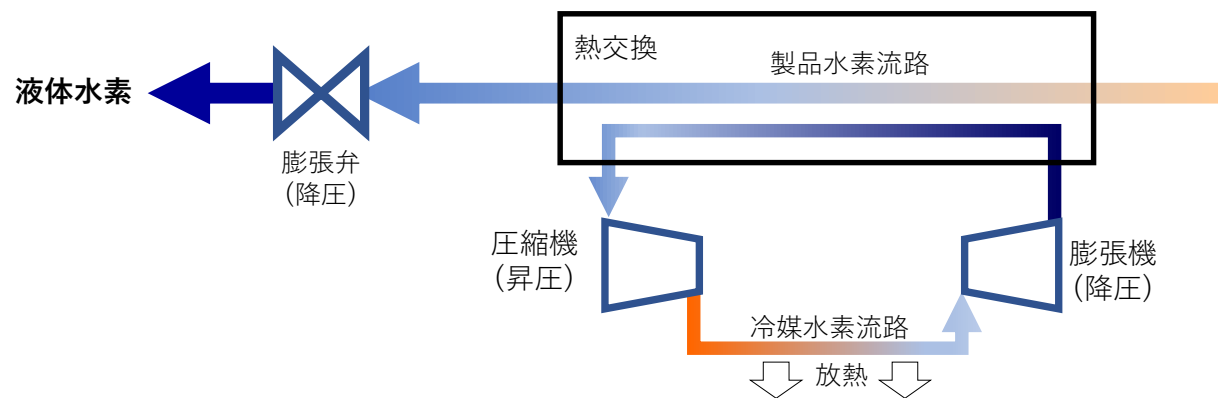 熱交換
製品水素流路
液体水素
膨張弁
(降圧)
圧縮機
(昇圧)
膨張機
(降圧)
冷媒水素流路
放熱